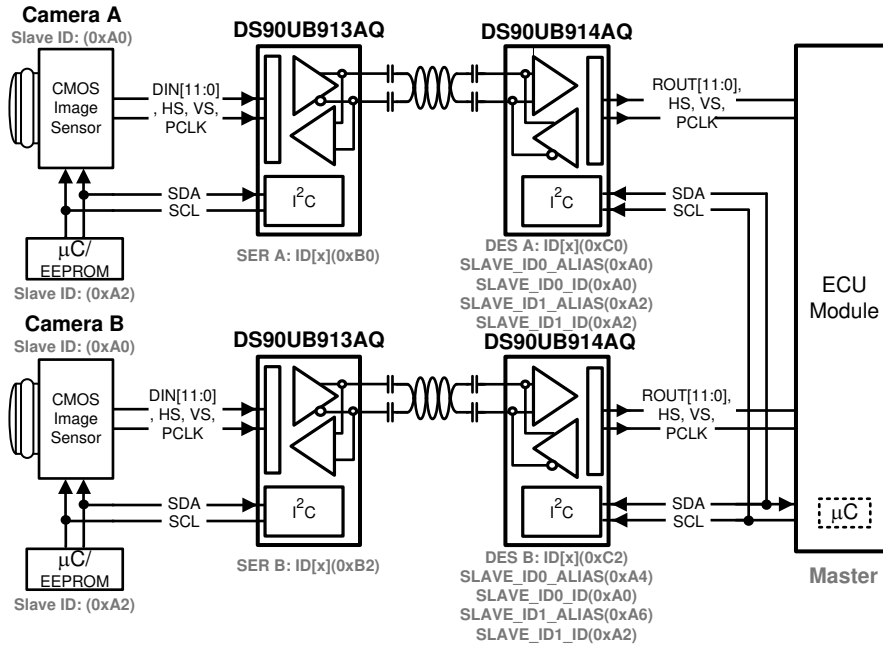 Camera A
Slave ID: (0xA0)
DS90UB913AQ
DS90UB914AQ
CMOS
Image
Sensor
DIN[11:0]
, HS, VS,
PCLK
ROUT[11:0],
HS, VS,
PCLK
SDA
SCL
I2C
I2C
SDA
SCL
µC/
EEPROM
Slave ID: (0xA2)
SER A: ID[x](0xB0)
DES A: ID[x](0xC0)
SLAVE_ID0_ALIAS(0xA0)
SLAVE_ID0_ID(0xA0)
SLAVE_ID1_ALIAS(0xA2)
SLAVE_ID1_ID(0xA2)
ECU
Module
Camera B
Slave ID: (0xA0)
DS90UB913AQ
DS90UB914AQ
CMOS
Image
Sensor
DIN[11:0]
, HS, VS,
PCLK
ROUT[11:0],
HS, VS,
PCLK
SDA
SCL
I2C
I2C
SDA
SCL
µC
µC/
EEPROM
Slave ID: (0xA2)
SER B: ID[x](0xB2)
DES B: ID[x](0xC2)
SLAVE_ID0_ALIAS(0xA4)
SLAVE_ID0_ID(0xA0)
SLAVE_ID1_ALIAS(0xA6)
SLAVE_ID1_ID(0xA2)
Master